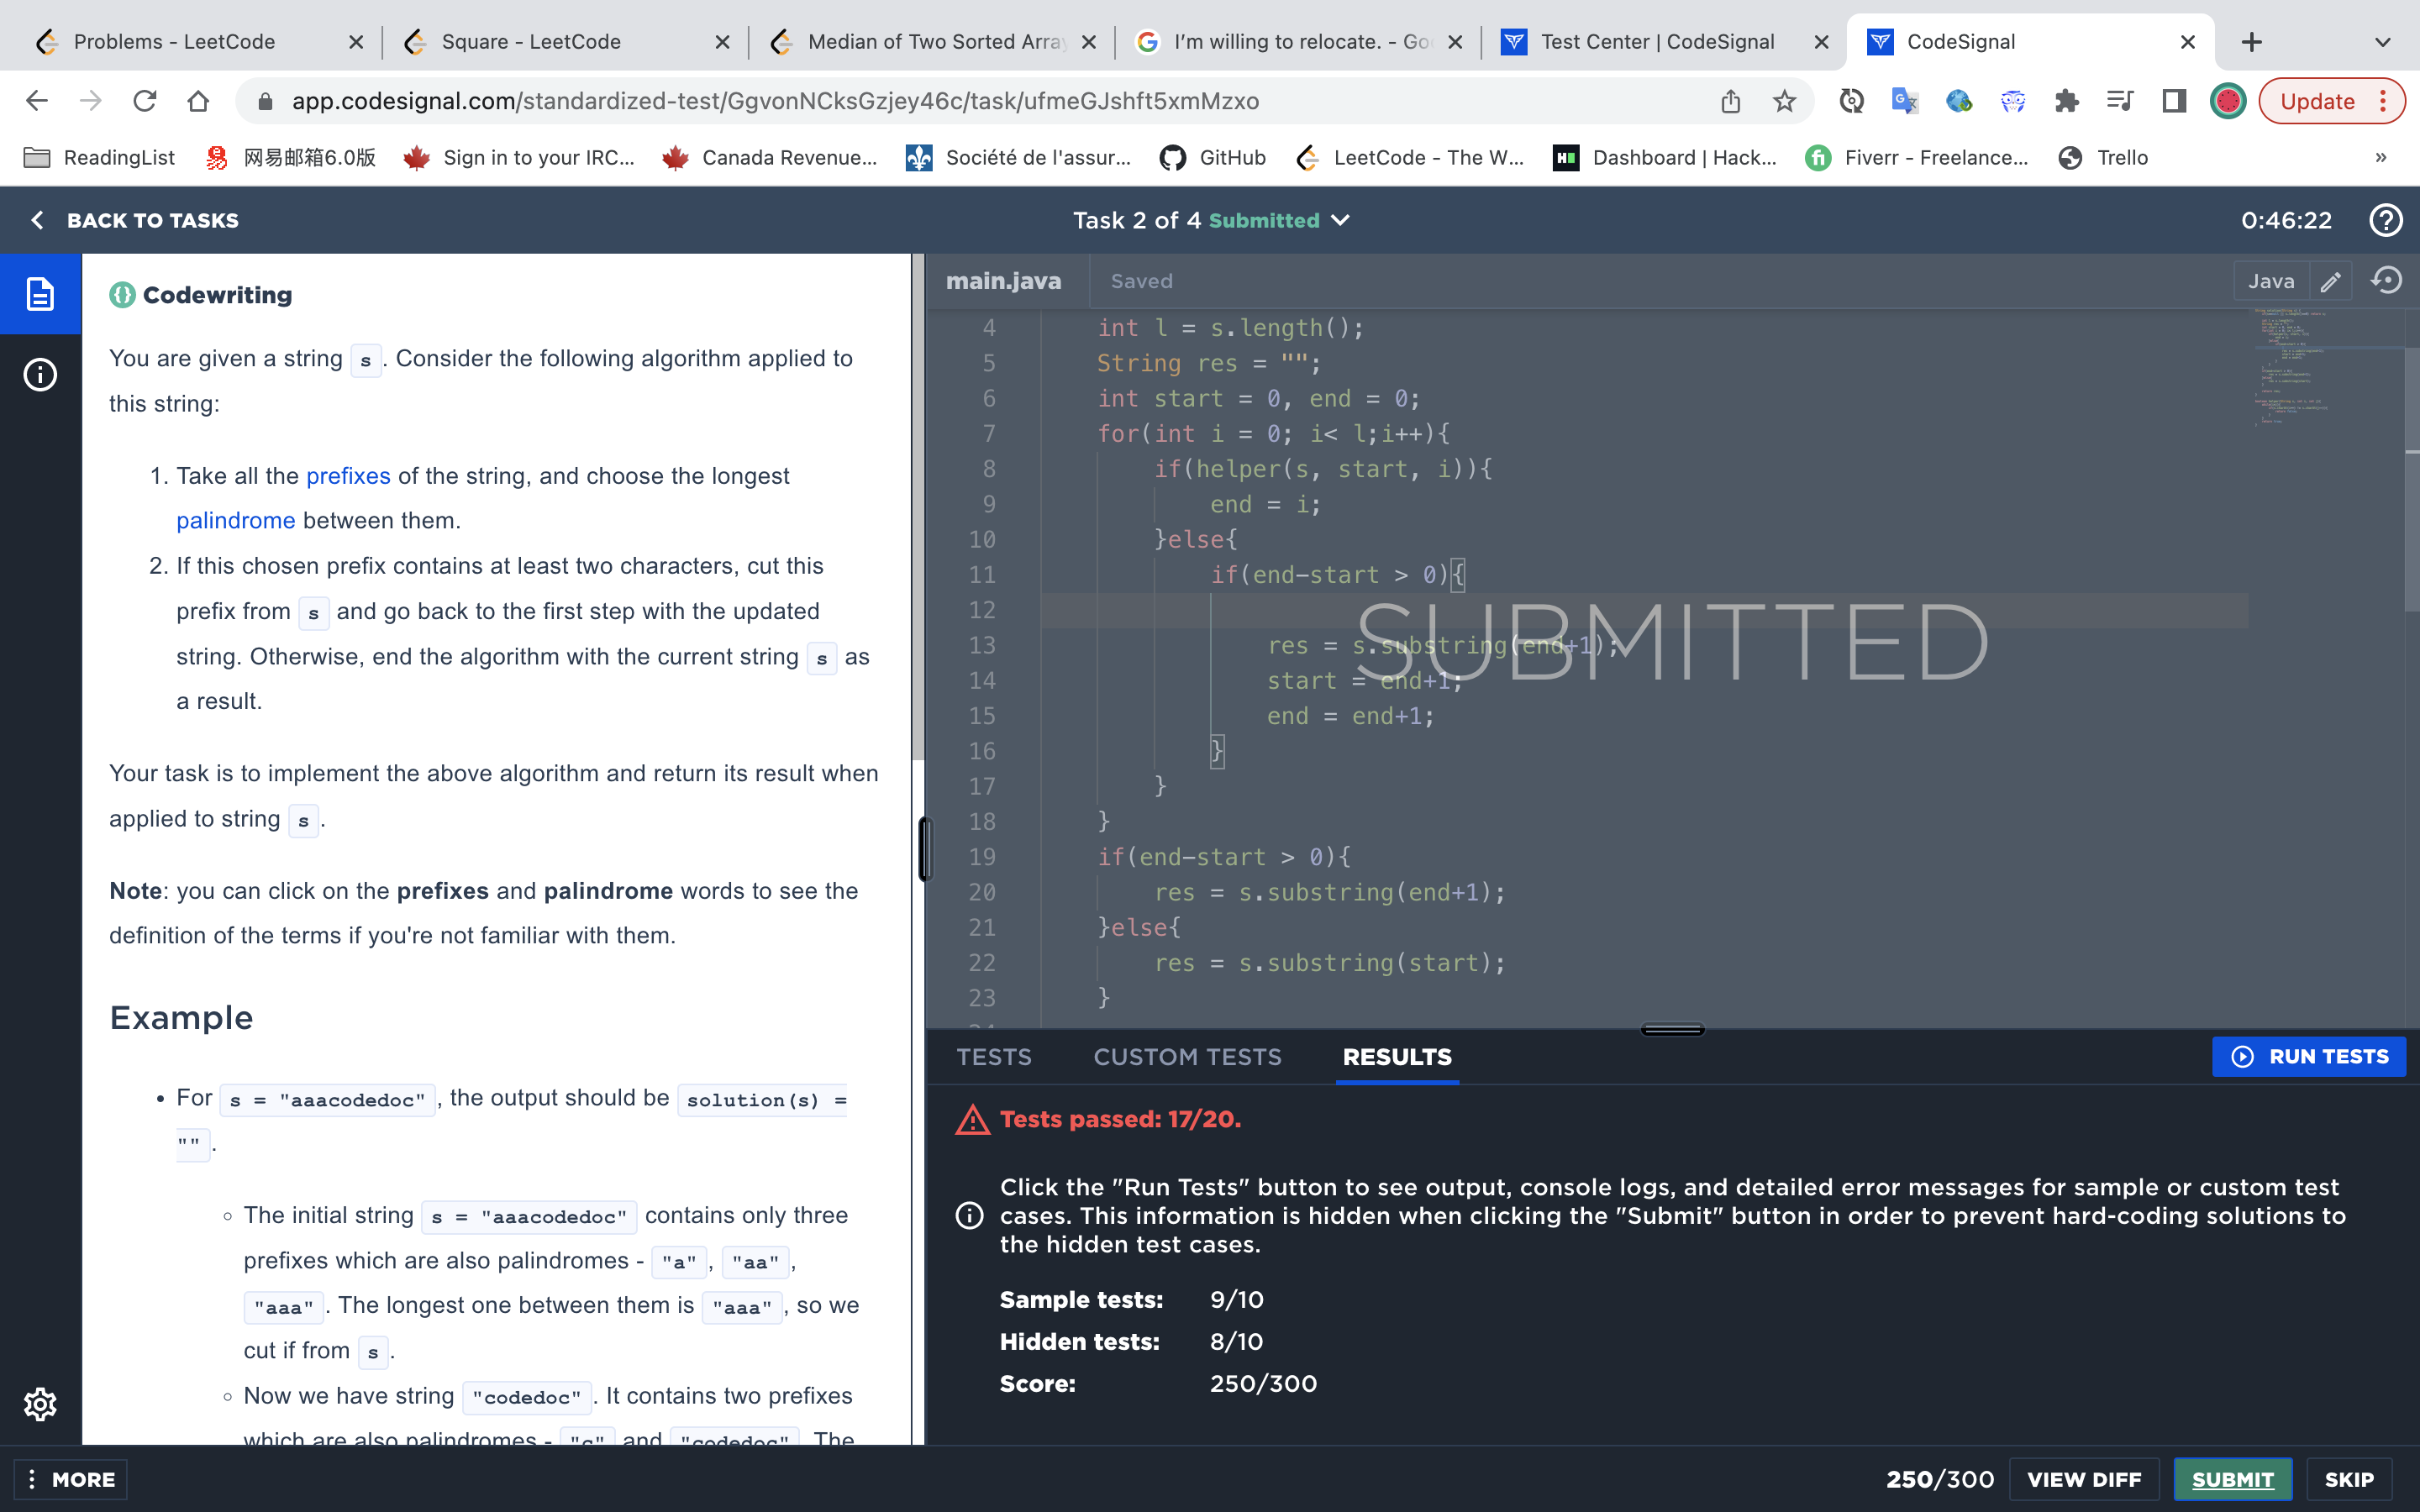 Problems - LeetCode
Square - LeetCode
Median of Two Sorted Array
I'm willing to relocate. - Goo
Test Center | CodeSignal
CodeSignal
app.codesignal.com/standardized-test/GgvonNCksGzjey46c/task/ufmeGJshft5xmMzxo
Update
ReadingList
网易邮箱6.0版
Sign in to your IRC...
Canada Revenue...
Société de l'assur...
GitHub
LeetCode - The W...
Dashboard | Hack...
Fiverr - Freelance...
Trello
»
BACK TO TASKS
Task 2 of 4 Submitted
0:46:22
Codewriting
You are given a string s. Consider the following algorithm applied to
this string:
1. Take all the prefixes of the string, and choose the longest
palindrome between them.
2. If this chosen prefix contains at least two characters, cut this
prefix from s and go back to the first step with the updated
string. Otherwise, end the algorithm with the current string s as
a result.
Your task is to implement the above algorithm and return its result when
applied to string s.
Note: you can click on the prefixes and palindrome words to see the
definition of the terms if you're not familiar with them.
Example
• For s = "aaacodedoc", the output should be solution(s) =
"".
◦ The initial string s = "aaacodedoc" contains only three
prefixes which are also palindromes - "a", "aa",
"aaa". The longest one between them is "aaa", so we
cut if from s.
◦ Now we have string "codedoc". It contains two prefixes
which are also palindromes - "c" and "codedoc". The
main.java
Saved
Java
4 int l = s.length();
5 String res = "";
6 int start = 0, end = 0;
7 for(int i = 0; i< l;i++){
8 if(helper(s, start, i)){
9 end = i;
10 }else{
11 if(end-start > 0){
12
13 res = s.substring(end+1);
14 start = end+1;
15 end = end+1;
16 }
17 }
18 }
19 if(end-start > 0){
20 res = s.substring(end+1);
21 }else{
22 res = s.substring(start);
23 }
SUBMITTED
TESTS
CUSTOM TESTS
RESULTS
RUN TESTS
Tests passed: 17/20.
Click the "Run Tests" button to see output, console logs, and detailed error messages for sample or custom test
cases. This information is hidden when clicking the "Submit" button in order to prevent hard-coding solutions to
the hidden test cases.
Sample tests: 9/10
Hidden tests: 8/10
Score: 250/300
MORE
250/300
VIEW DIFF
SUBMIT
SKIP